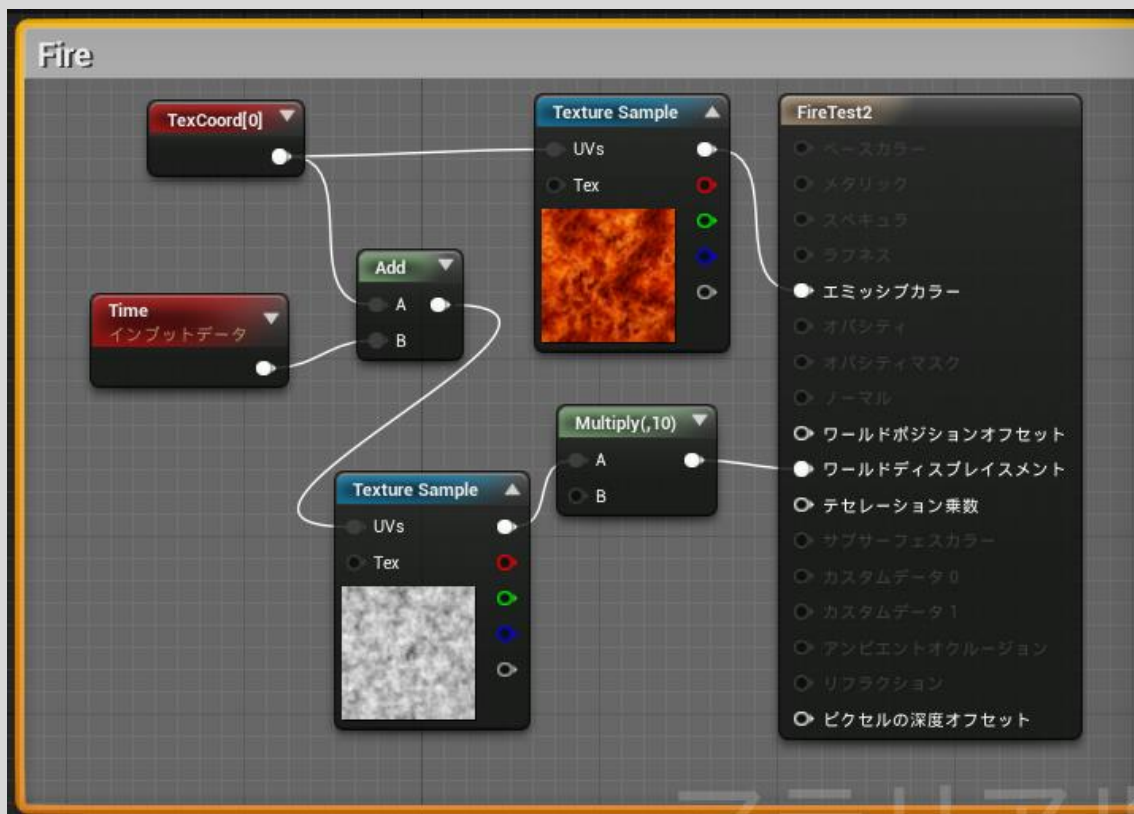 Fire
TexCoord[0]
Time
インプットデータ
Add
A
B
Texture Sample
UVs
Tex
Texture Sample
UVs
Tex
Multiply(,10)
A
B
FireTest2
ベースカラー
メタリック
スペキュラ
ラフネス
エミッシブカラー
オパシティ
オパシティマスク
ノーマル
ワールドポジションオフセット
ワールドディスプレイスメント
テセレーション乗数
サブサーフェスカラー
カスタムデータ 0
カスタムデータ 1
アンビエントオクルージョン
リフラクション
ピクセルの深度オフセット